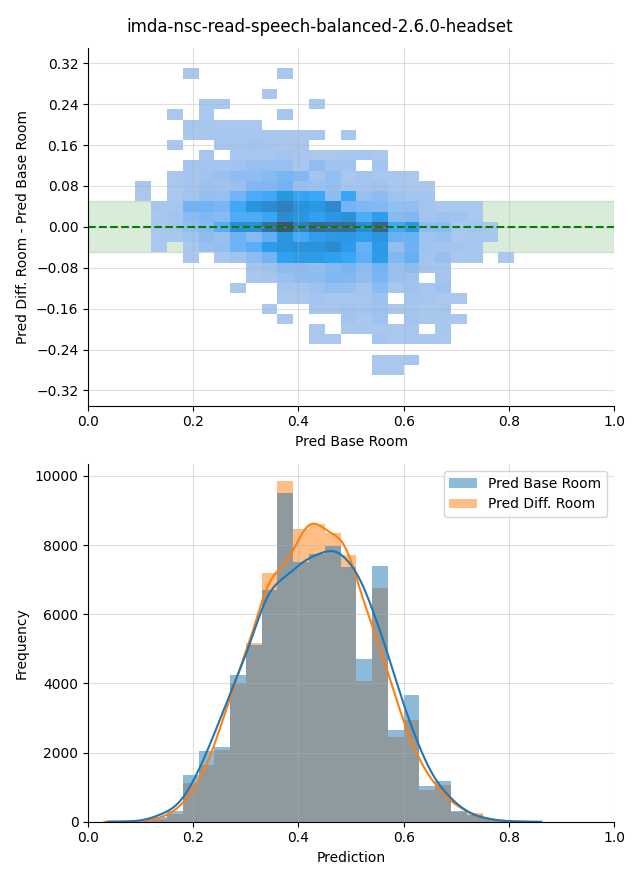 imda-nsc-read-speech-balanced-2.6.0-headset
Pred Diff. Room - Pred Base Room
0.32
0.24
0.16
0.08
0.00
−0.08
−0.16
−0.24
−0.32
0.0 0.2 0.4 0.6 0.8 1.0
Pred Base Room
Frequency
10000
8000
6000
4000
2000
0
Pred Base Room
Pred Diff. Room
0.0 0.2 0.4 0.6 0.8 1.0
Prediction